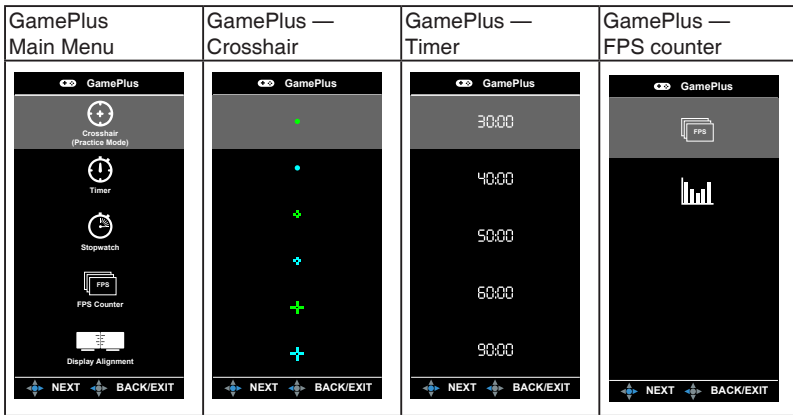 GamePlus
Main Menu
GamePlus —
Crosshair
GamePlus —
Timer
GamePlus —
FPS counter
GamePlus
Crosshair
(Practice Mode)
Timer
Stopwatch
FPS
FPS Counter
Display Alignment
NEXT BACK/EXIT
GamePlus
NEXT BACK/EXIT
GamePlus
30:00
40:00
50:00
60:00
90:00
NEXT BACK/EXIT
GamePlus
FPS
NEXT BACK/EXIT